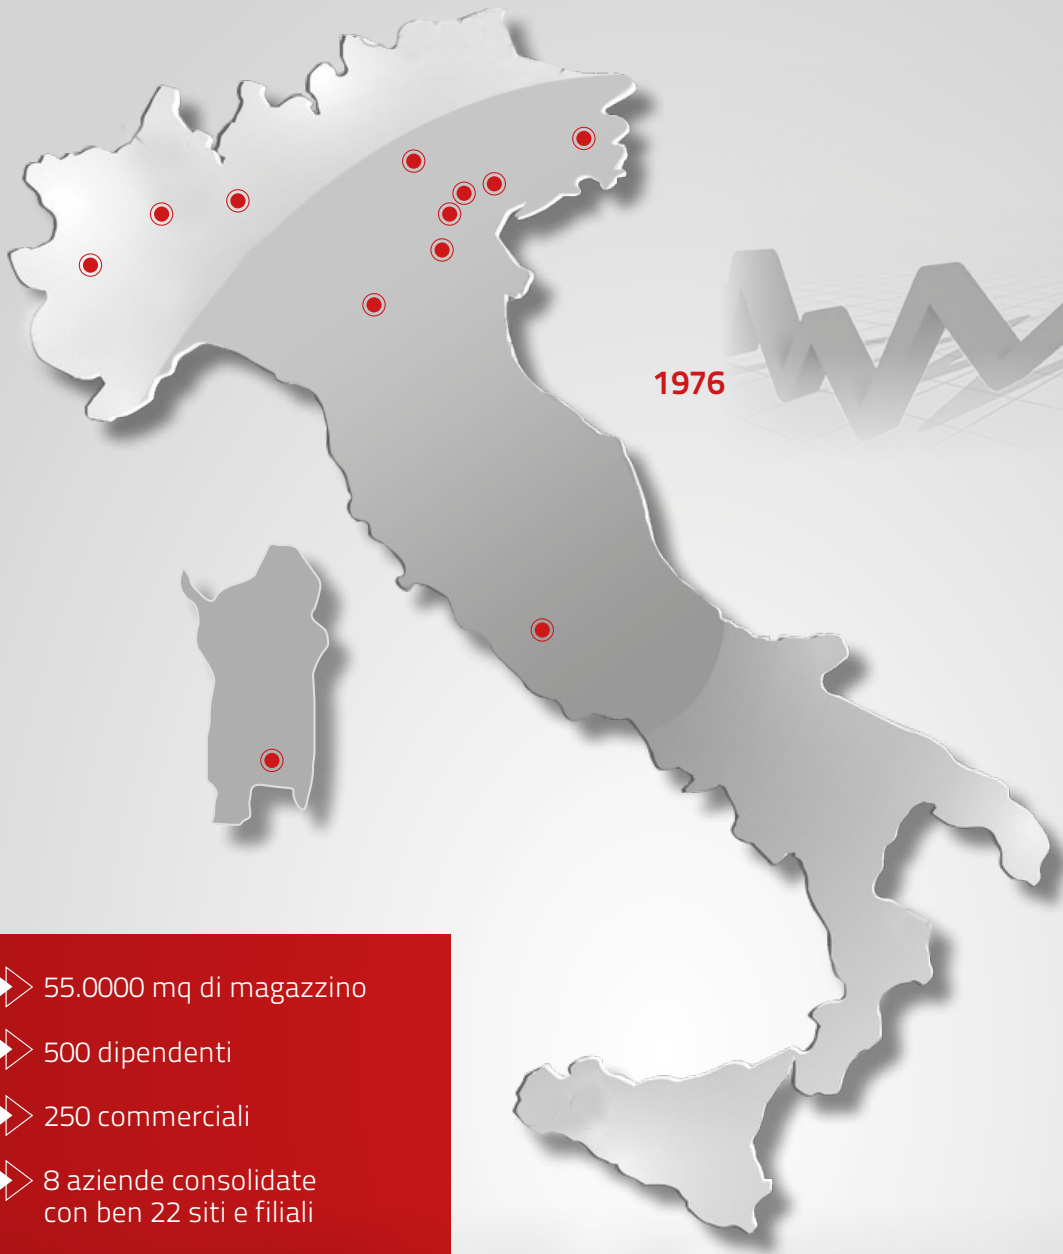 1976
55.0000 mq di magazzino
500 dipendenti
250 commerciali
8 aziende consolidate
con ben 22 siti e filiali